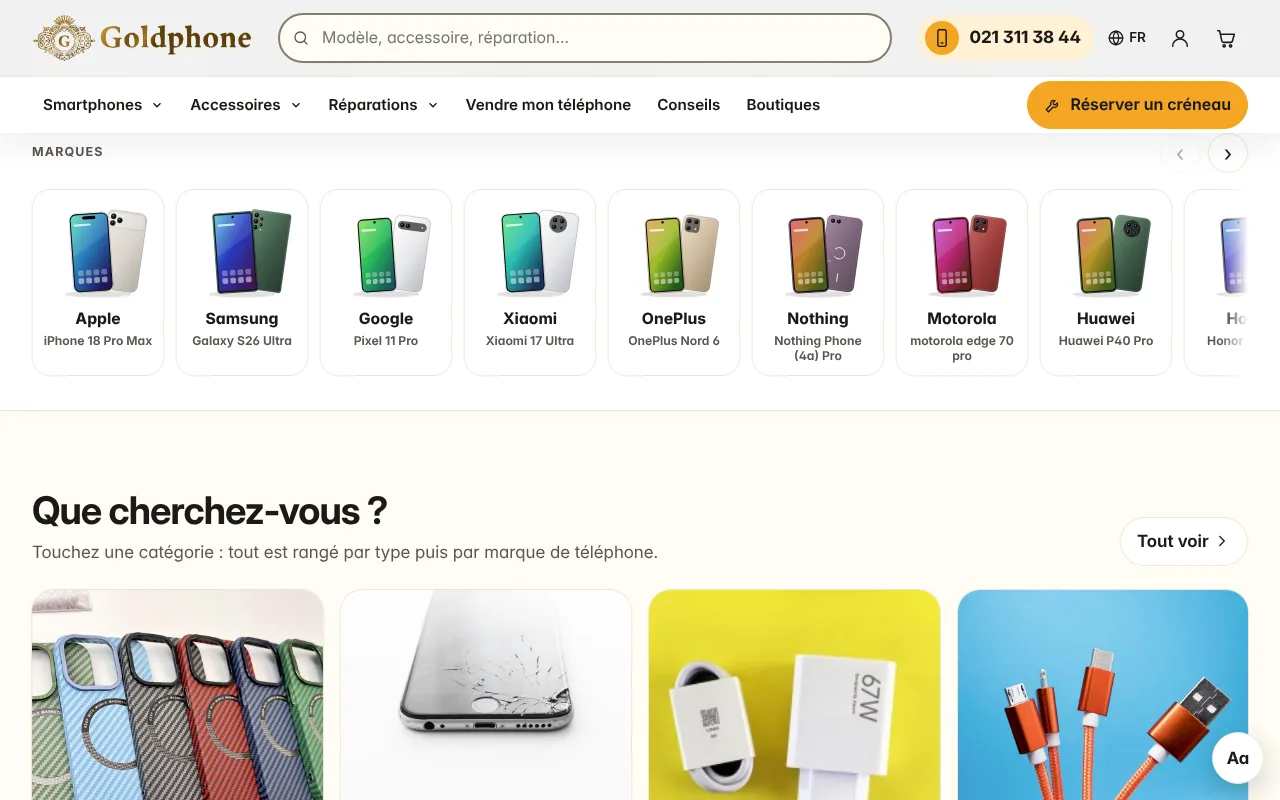 Goldphone
Modèle, accessoire, réparation...
021 311 38 44
FR
Smartphones
Accessoires
Réparations
Vendre mon téléphone
Conseils
Boutiques
Réserver un créneau
MARQUES
Apple
iPhone 18 Pro Max
Samsung
Galaxy S26 Ultra
Google
Pixel 11 Pro
Xiaomi
Xiaomi 17 Ultra
OnePlus
OnePlus Nord 6
Nothing
Nothing Phone
(4a) Pro
Motorola
motorola edge 70
pro
Huawei
Huawei P40 Pro
Ho
Honor
Que cherchez-vous ?
Touchez une catégorie : tout est rangé par type puis par marque de téléphone.
Tout voir
67W
Aa